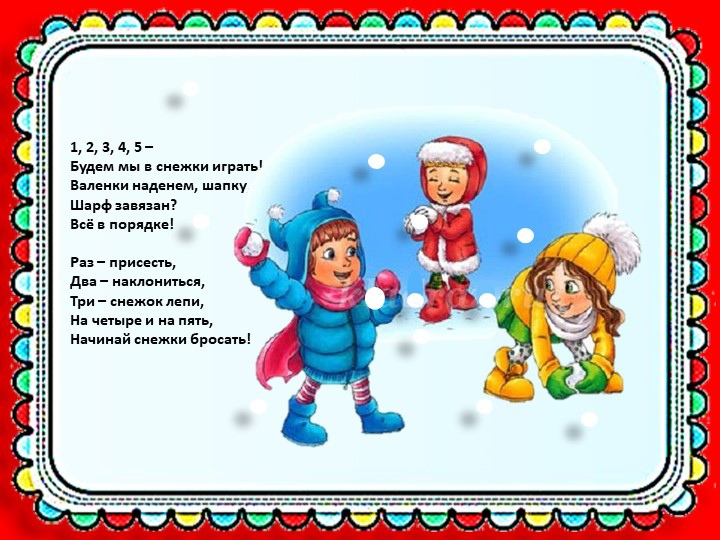 1, 2, 3, 4, 5 –
Будем мы в снежки играть!
Валенки наденем, шапку
Шарф завязан?
Всё в порядке!
Раз – присесть,
Два – наклониться,
Три – снежок лепи,
На четыре и на пять,
Начинай снежки бросать!